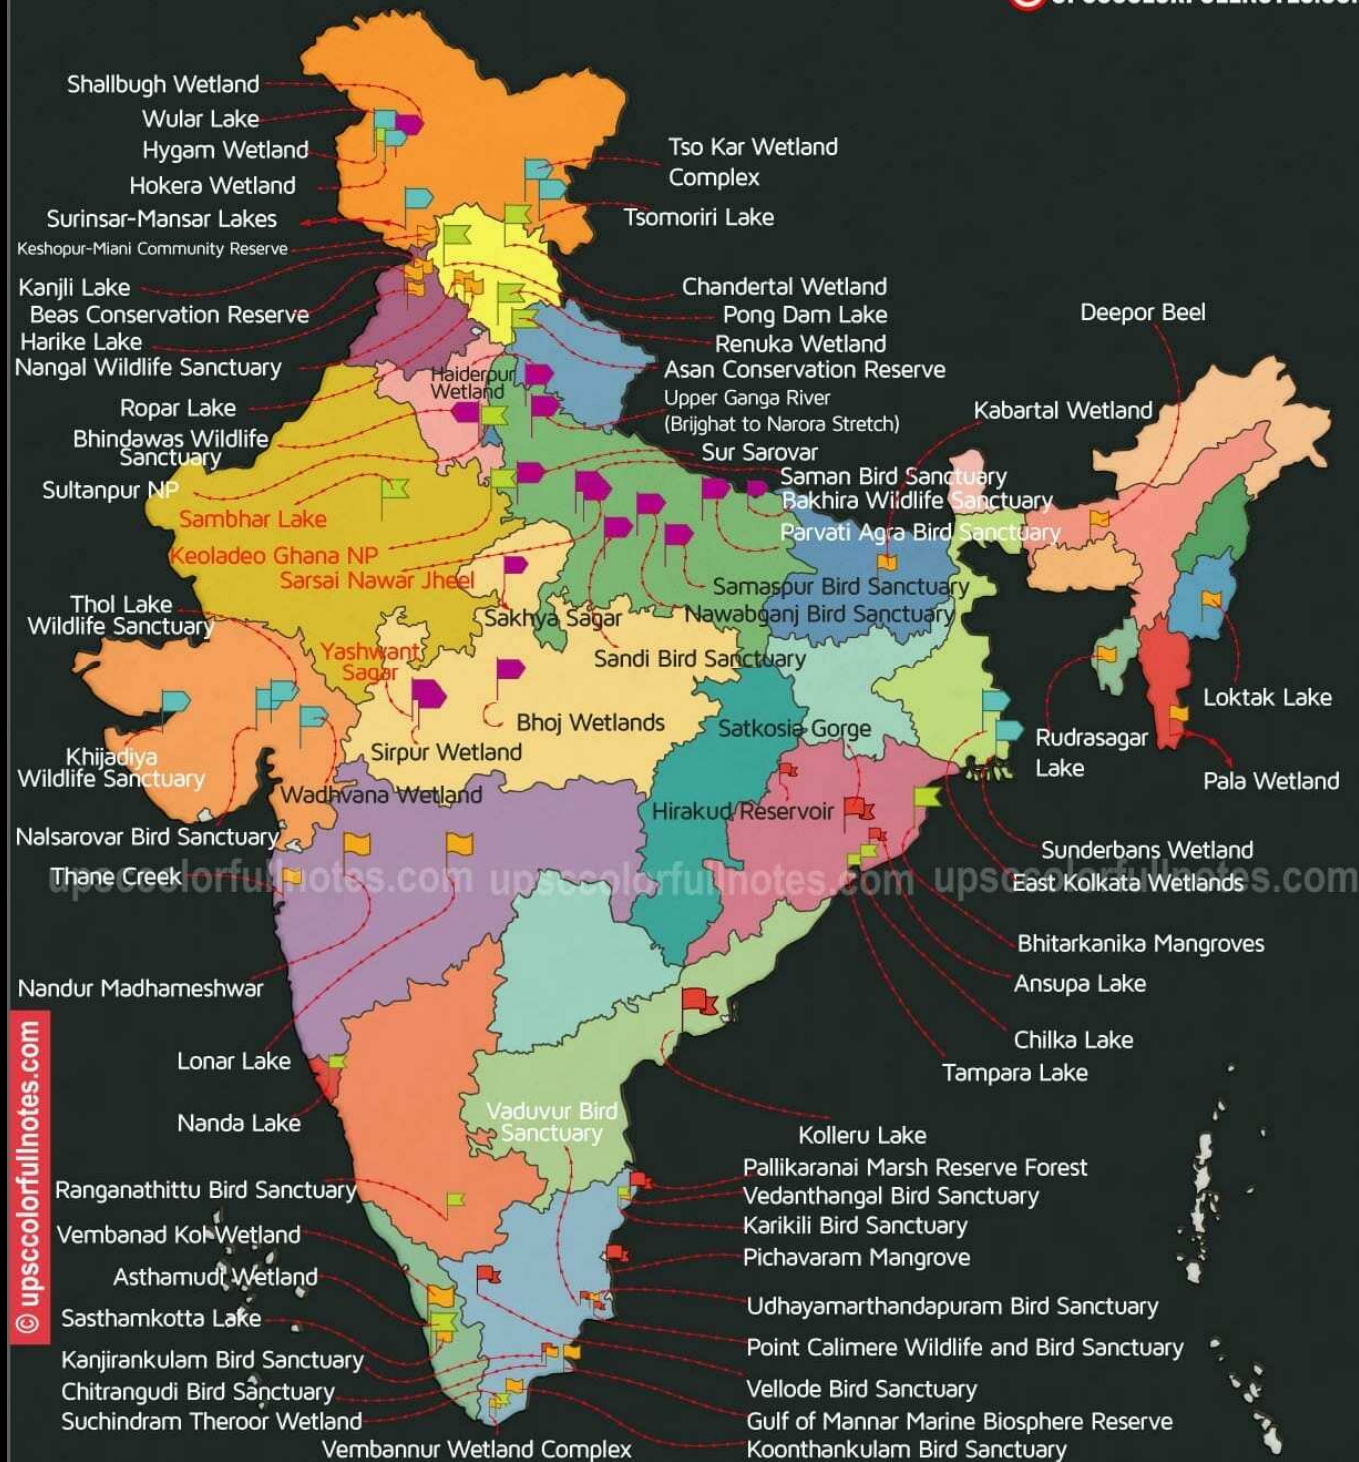 Shallbugh Wetland
Wular Lake
Hygam Wetland
Hokera Wetland
Surinsar-Mansar Lakes
Keshopur-Miani Community Reserve
Kanjli Lake
Beas Conservation Reserve
Harike Lake
Nangal Wildlife Sanctuary
Ropar Lake
Bhindawas Wildlife
Sanctuary
Sultanpur NP
Sambhar Lake
Keoladeo Ghana NP
Sarsai Nawar Jheel
Thol Lake
Wildlife Sanctuary
Yashwant
Sagar
Khijadiya
Wildlife Sanctuary
Sirpur Wetland
Wadhvana Wetland
Nalsarovar Bird Sanctuary
Thane Creek
Nandur Madhameshwar
Lonar Lake
Nanda Lake
Ranganathittu Bird Sanctuary
Vembanad Kol Wetland
Asthamudi Wetland
Sasthamkotta Lake
Kanjirankulam Bird Sanctuary
Chitrangudi Bird Sanctuary
Suchindram Theroor Wetland
Vembannur Wetland Complex
Tso Kar Wetland
Complex
Tsomoriri Lake
Chandertal Wetland
Pong Dam Lake
Renuka Wetland
Asan Conservation Reserve
Haiderpur
Wetland
Upper Ganga River
(Brijghat to Narora Stretch)
Sur Sarovar
Saman Bird Sanctuary
Bakhira Wildlife Sanctuary
Parvati Agra Bird Sanctuary
Samaspur Bird Sanctuary
Nawabganj Bird Sanctuary
Sakhya Sagar
Sandi Bird Sanctuary
Bhoj Wetlands
Satkosia Gorge
Hirakud Reservoir
Deepor Beel
Kabartal Wetland
Loktak Lake
Rudrasagar
Lake
Pala Wetland
Sunderbans Wetland
East Kolkata Wetlands
Bhitarkanika Mangroves
Ansupa Lake
Chilka Lake
Tampara Lake
Kolleru Lake
Vaduvur Bird
Sanctuary
Pallikaranai Marsh Reserve Forest
Vedanthangal Bird Sanctuary
Karikili Bird Sanctuary
Pichavaram Mangrove
Udhayamarthandapuram Bird Sanctuary
Point Calimere Wildlife and Bird Sanctuary
Vellode Bird Sanctuary
Gulf of Mannar Marine Biosphere Reserve
Koonthankulam Bird Sanctuary
upsccolorfullnotes.com upsccolorfullnotes.com upsccolorfullnotes.com
© upsccolorfullnotes.com